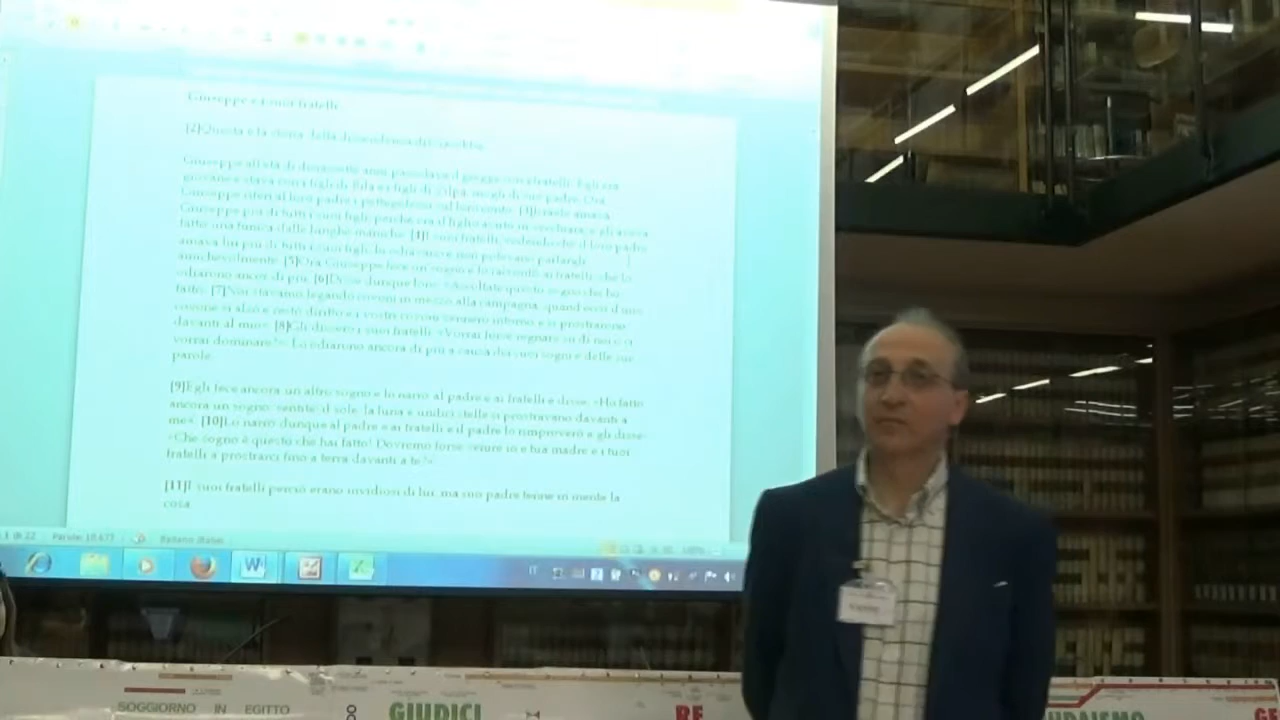 Giuseppe e i suoi fratelli
[2]Questa è la storia della discendenza di Giacobbe.
Giuseppe all'età di diciassette anni pascolava il gregge con i fratelli. Egli era
giovane e stava con i figli di Bila e i figli di Zilpa, mogli di suo padre. Ora
Giuseppe riferì al loro padre i pettegolezzi sul loro conto. [3]Israele amava
Giuseppe più di tutti i suoi figli, perché era il figlio avuto in vecchiaia, e gli aveva
fatto una tunica dalle lunghe maniche. [4]I suoi fratelli, vedendo che il loro padre
amava lui più di tutti i suoi figli, lo odiavano e non potevano parlargli
amichevolmente. [5]Ora Giuseppe fece un sogno e lo raccontò ai fratelli, che lo
odiarono ancor di più. [6]Disse dunque loro: «Ascoltate questo sogno che ho
fatto. [7]Noi stavamo legando covoni in mezzo alla campagna, quand'ecco il mio
covone si alzò e restò diritto e i vostri covoni vennero intorno e si prostrarono
davanti al mio». [8]Gli dissero i suoi fratelli: «Vorrai forse regnare su di noi o ci
vorrai dominare?». Lo odiarono ancora di più a causa dei suoi sogni e delle sue
parole.
[9]Egli fece ancora un altro sogno e lo narrò al padre e ai fratelli e disse: «Ho fatto
ancora un sogno, sentite: il sole, la luna e undici stelle si prostravano davanti a
me». [10]Lo narrò dunque al padre e ai fratelli e il padre lo rimproverò e gli disse:
«Che sogno è questo che hai fatto! Dovremo forse venire io e tua madre e i tuoi
fratelli a prostrarci fino a terra davanti a te?».
[11]I suoi fratelli perciò erano invidiosi di lui, ma suo padre tenne in mente la
cosa.
1 di 22 Parole: 10.677 Italiano (Italia)
IT
SOGGIORNO IN EGITTO
GIUDICI
RE